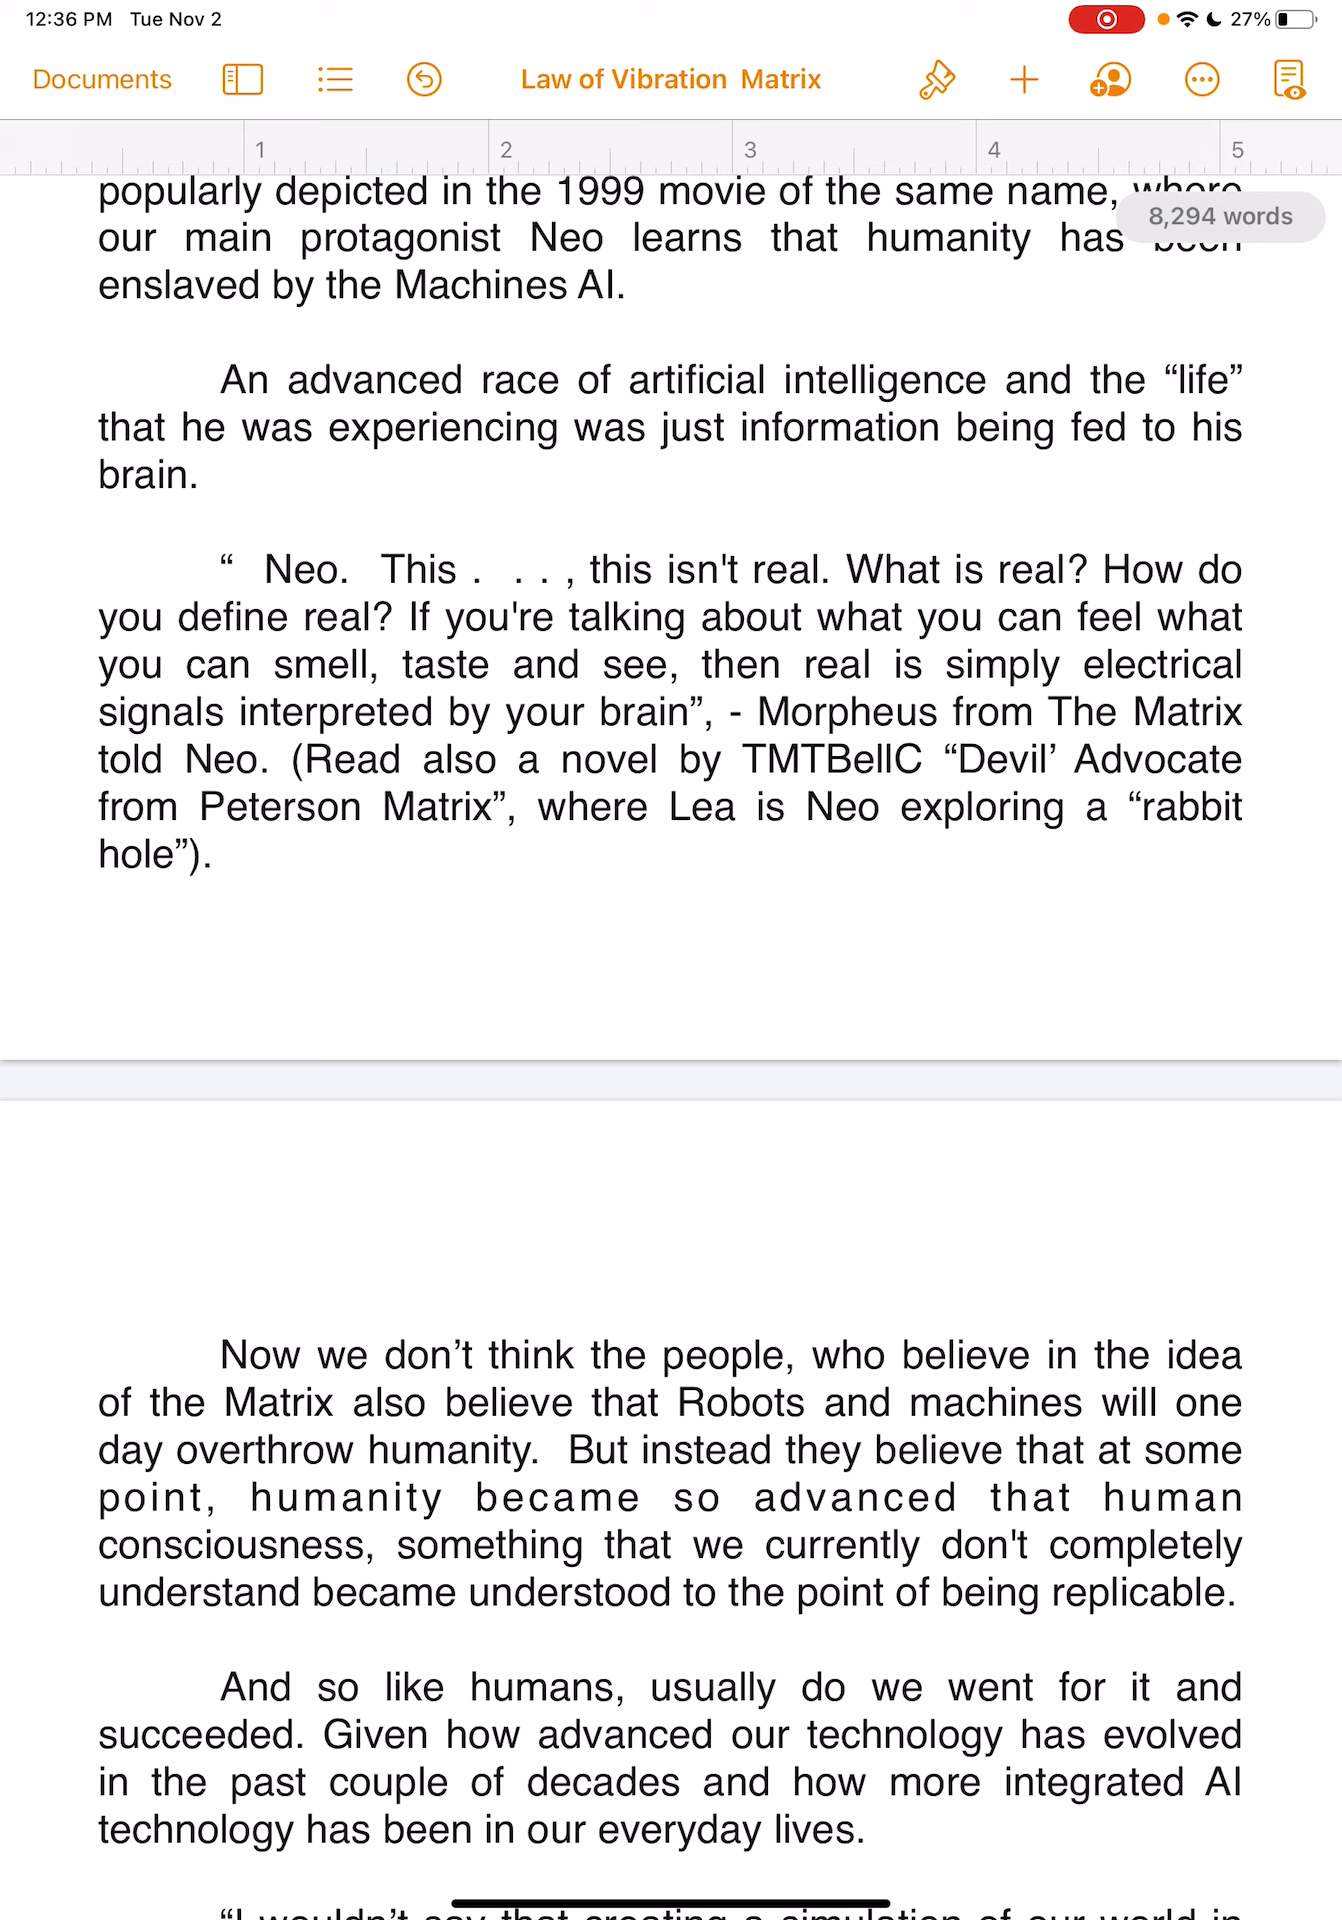 12:36 PM Tue Nov 2
27%
Documents
Law of Vibration Matrix
1 2 3 4 5
popularly depicted in the 1999 movie of the same name, where
8,294 words
our main protagonist Neo learns that humanity has been
enslaved by the Machines AI.
An advanced race of artificial intelligence and the “life”
that he was experiencing was just information being fed to his
brain.
“ Neo. This . . . . , this isn't real. What is real? How do
you define real? If you're talking about what you can feel what
you can smell, taste and see, then real is simply electrical
signals interpreted by your brain”, - Morpheus from The Matrix
told Neo. (Read also a novel by TMTBellC “Devil’ Advocate
from Peterson Matrix”, where Lea is Neo exploring a “rabbit
hole”).
Now we don’t think the people, who believe in the idea
of the Matrix also believe that Robots and machines will one
day overthrow humanity. But instead they believe that at some
point, humanity became so advanced that human
consciousness, something that we currently don't completely
understand became understood to the point of being replicable.
And so like humans, usually do we went for it and
succeeded. Given how advanced our technology has evolved
in the past couple of decades and how more integrated AI
technology has been in our everyday lives.
“I wouldn’t say that creating a simulation of our world in